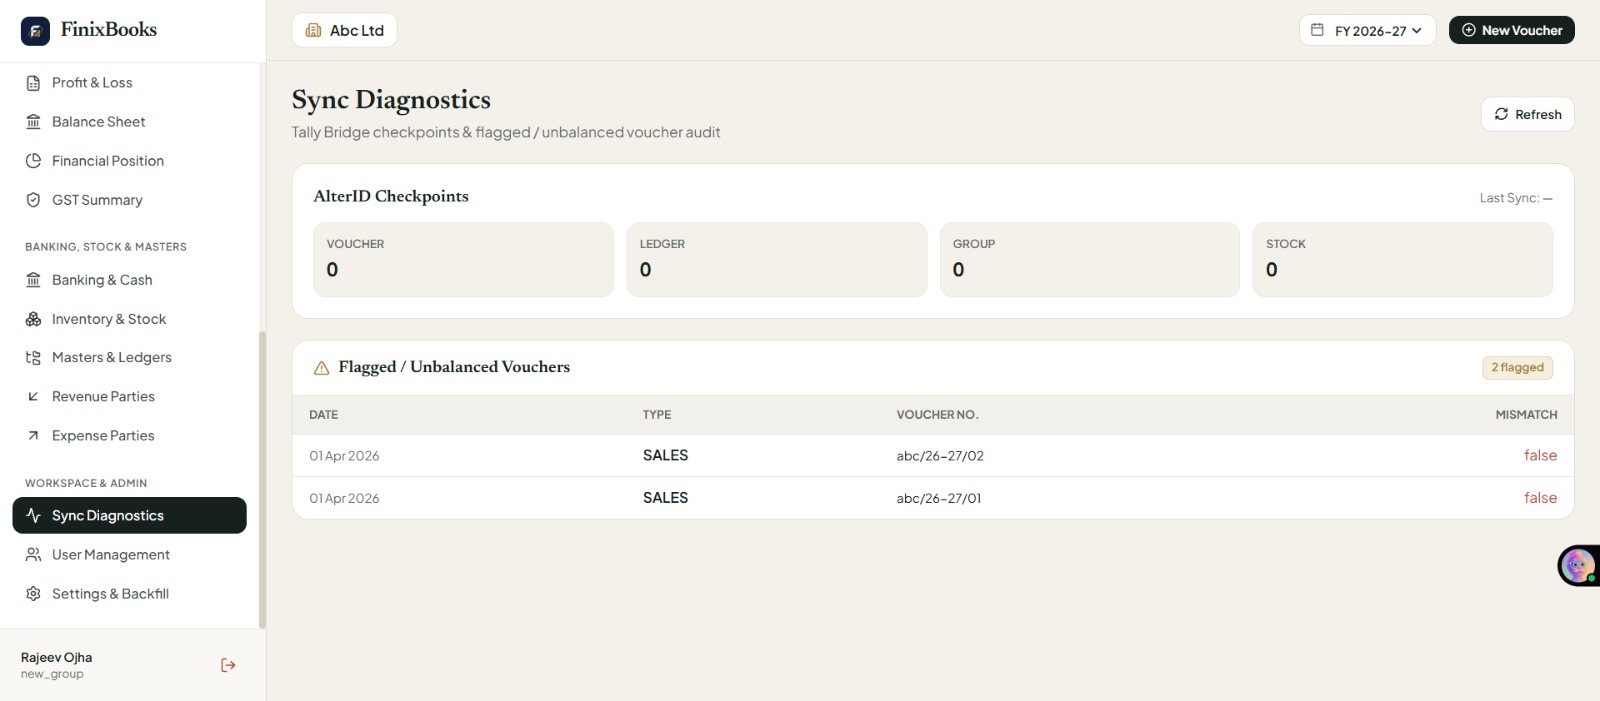 FinixBooks
Abc Ltd
FY 2026-27
New Voucher
Profit & Loss
Balance Sheet
Financial Position
GST Summary
BANKING, STOCK & MASTERS
Banking & Cash
Inventory & Stock
Masters & Ledgers
Revenue Parties
Expense Parties
WORKSPACE & ADMIN
Sync Diagnostics
User Management
Settings & Backfill
Rajeev Ojha
new_group
Sync Diagnostics
Tally Bridge checkpoints & flagged / unbalanced voucher audit
Refresh
AlterID Checkpoints
Last Sync: —
VOUCHER
0
LEDGER
0
GROUP
0
STOCK
0
Flagged / Unbalanced Vouchers
2 flagged
DATE TYPE VOUCHER NO. MISMATCH
01 Apr 2026 SALES abc/26-27/02 false
01 Apr 2026 SALES abc/26-27/01 false